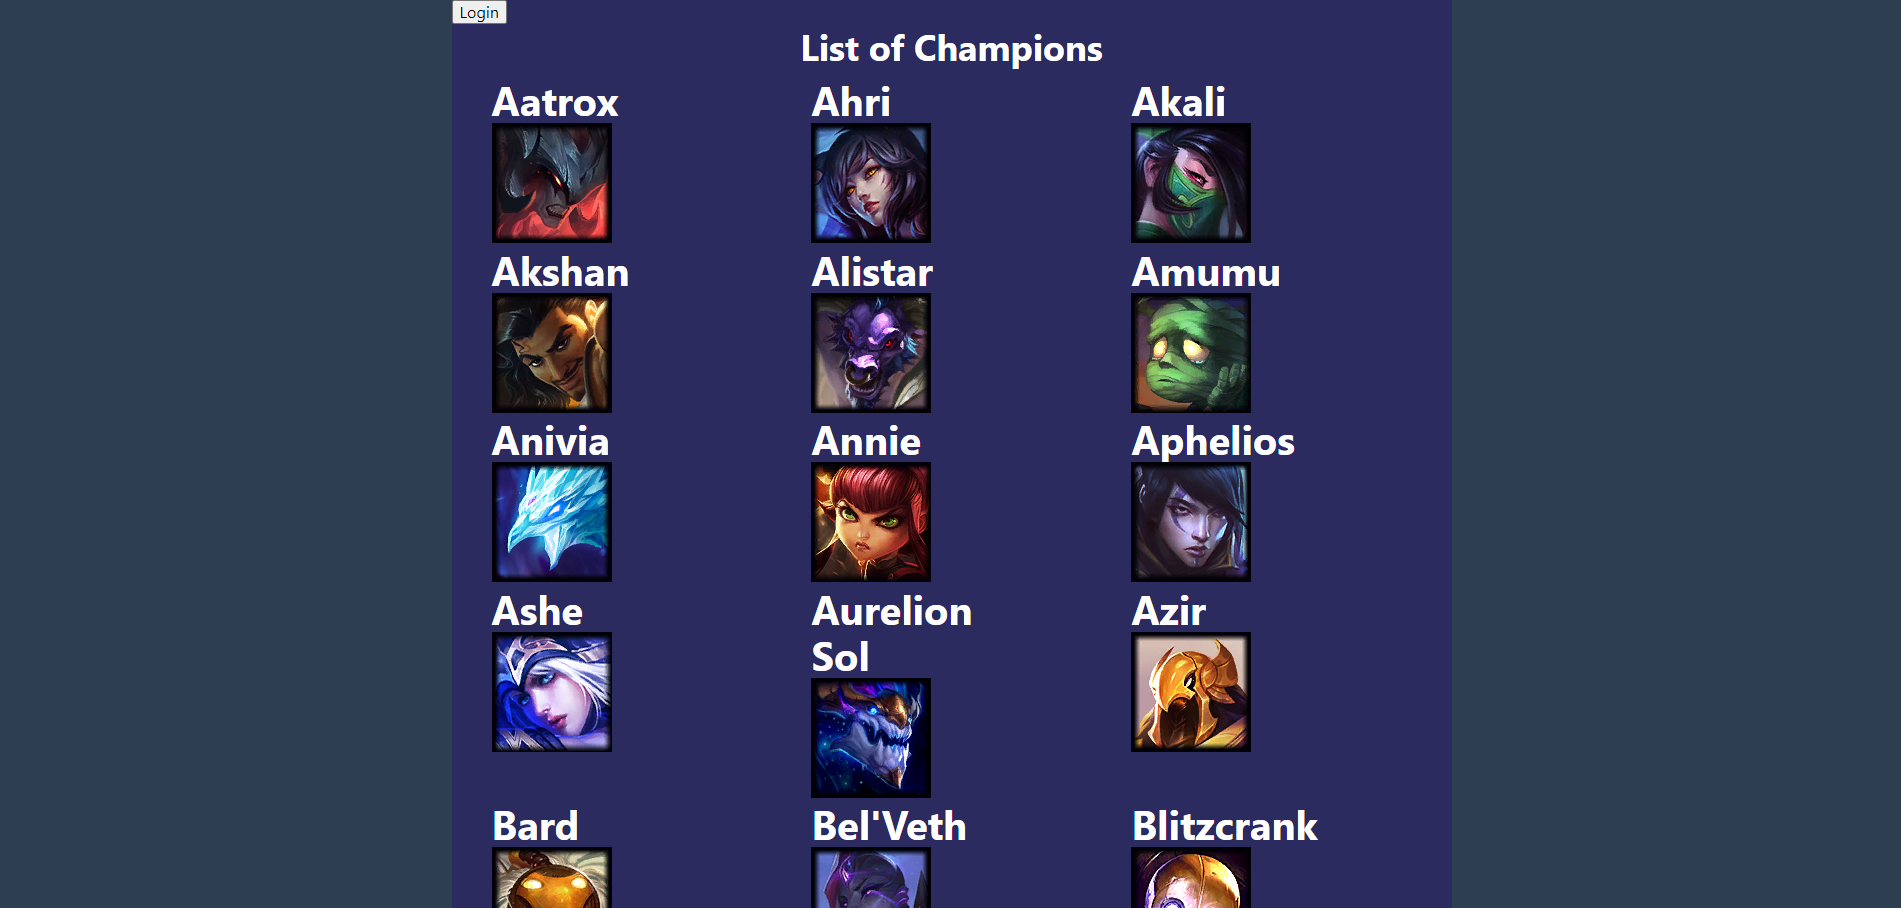 Login
List of Champions
Aatrox
Ahri
Akali
Akshan
Alistar
Amumu
Anivia
Annie
Aphelios
Ashe
Aurelion
Sol
Azir
Bard
Bel'Veth
Blitzcrank